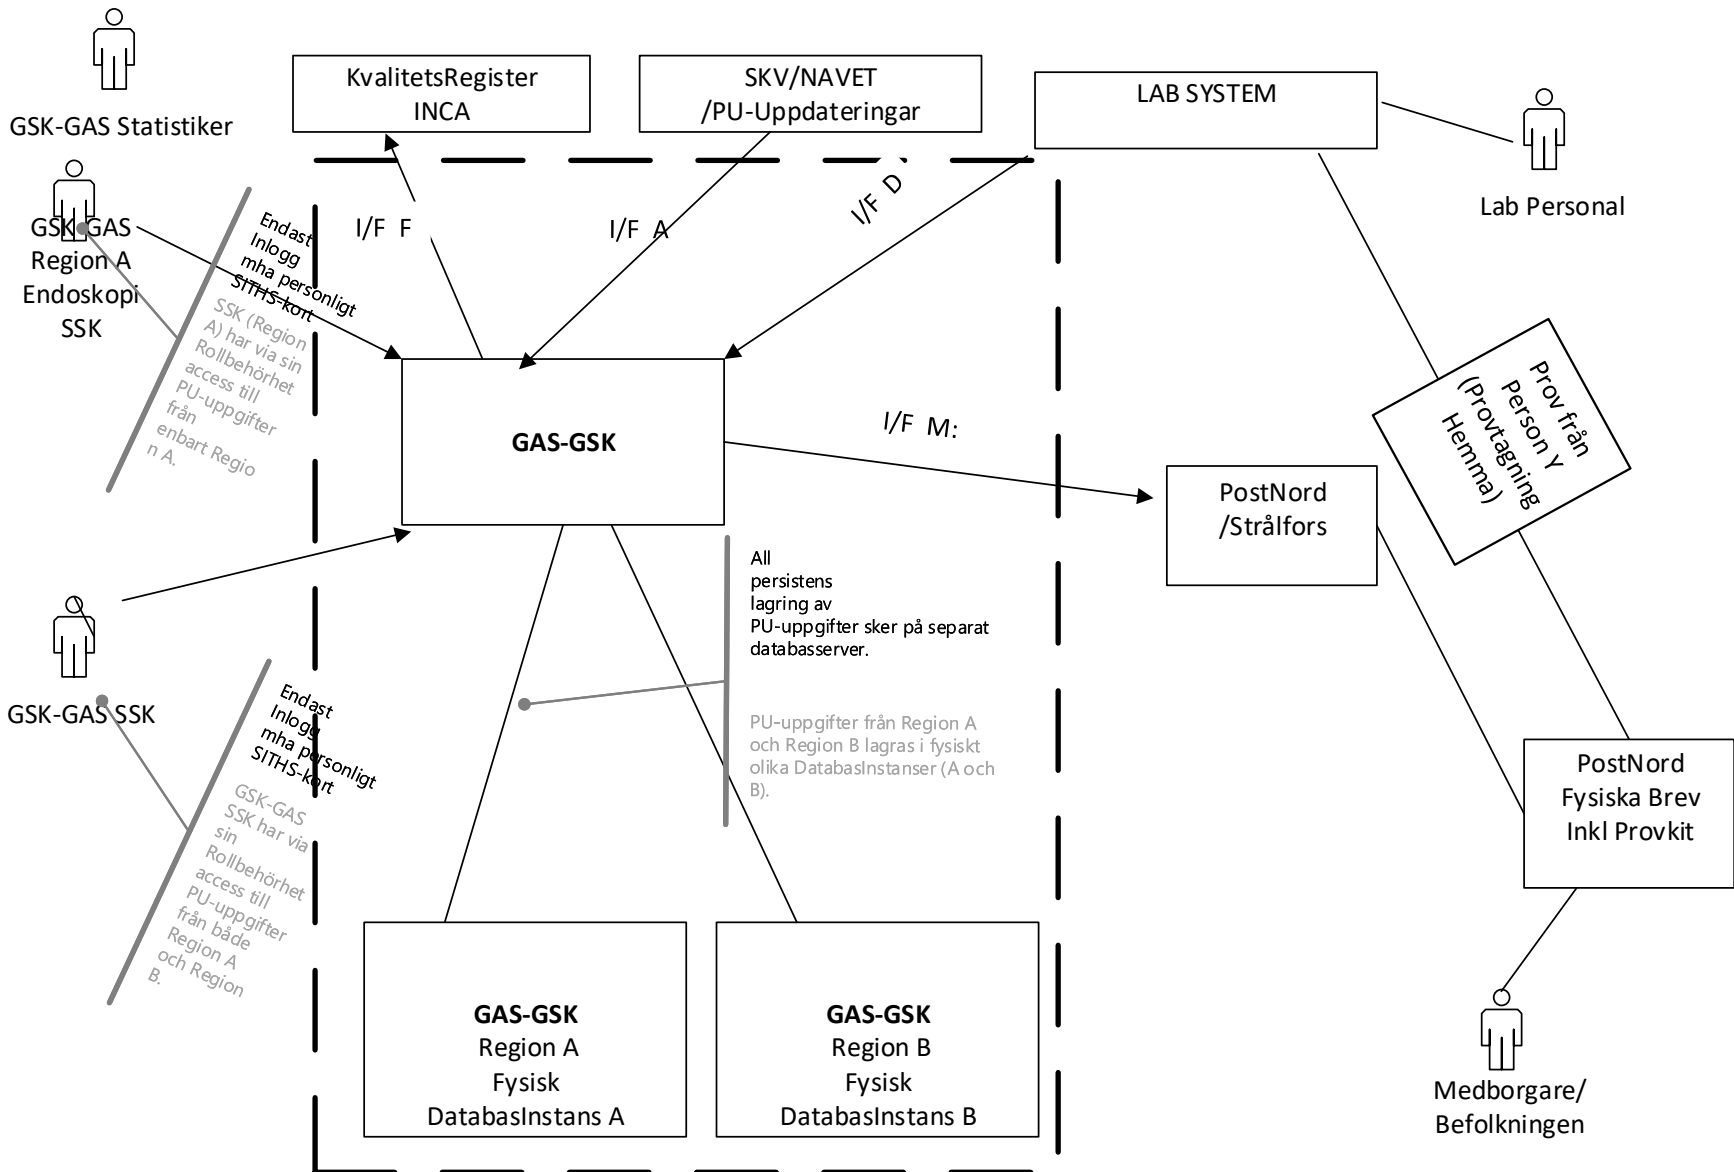 GSK-GAS Statistiker
KvalitetsRegister
INCA
SKV/NAVET
/PU-Uppdateringar
LAB SYSTEM
Lab Personal
GSK-GAS
Region A
Endoskopi
SSK
Endast
Inlogg
mha personligt
SITHS-kort
SSK (Region
A) har via sin
Rollbehörhet
access till
PU-uppgifter
från
enbart Regio
n A.
I/F F
I/F A
I/F D
GAS-GSK
I/F M:
PostNord
/Strålfors
Prov från
Person Y
(Provtagning
Hemma)
All
persistens
lagring av
PU-uppgifter sker på separat
databasserver.
PU-uppgifter från Region A
och Region B lagras i fysiskt
olika DatabasInstanser (A och
B).
GSK-GAS SSK
Endast
Inlogg
mha personligt
SITHS-kort
GSK-GAS
SSK har via
sin
Rollbehörhet
access till
PU-uppgifter
från både
Region A
och Region
B.
PostNord
Fysiska Brev
Inkl Provkit
GAS-GSK
Region A
Fysisk
DatabasInstans A
GAS-GSK
Region B
Fysisk
DatabasInstans B
Medborgare/
Befolkningen